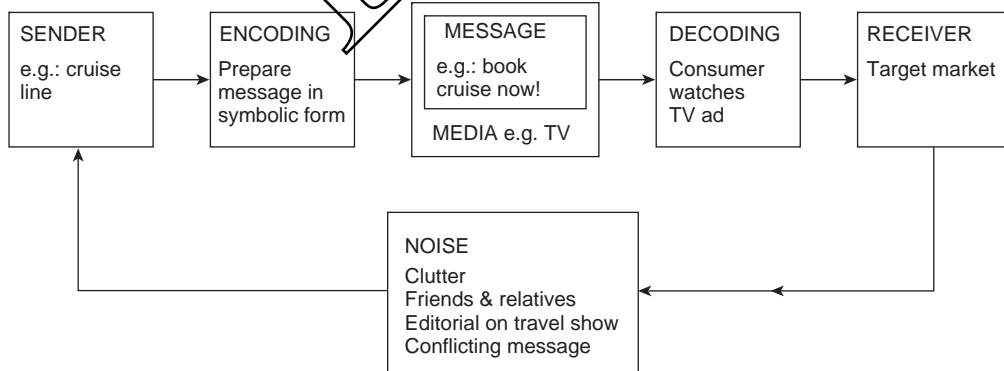 SENDER
e.g.: cruise
line
ENCODING
Prepare
message in
symbolic form
MESSAGE
e.g.: book
cruise now!
MEDIA e.g. TV
DECODING
Consumer
watches
TV ad
RECEIVER
Target market
NOISE
Clutter
Friends & relatives
Editorial on travel show
Conflicting message